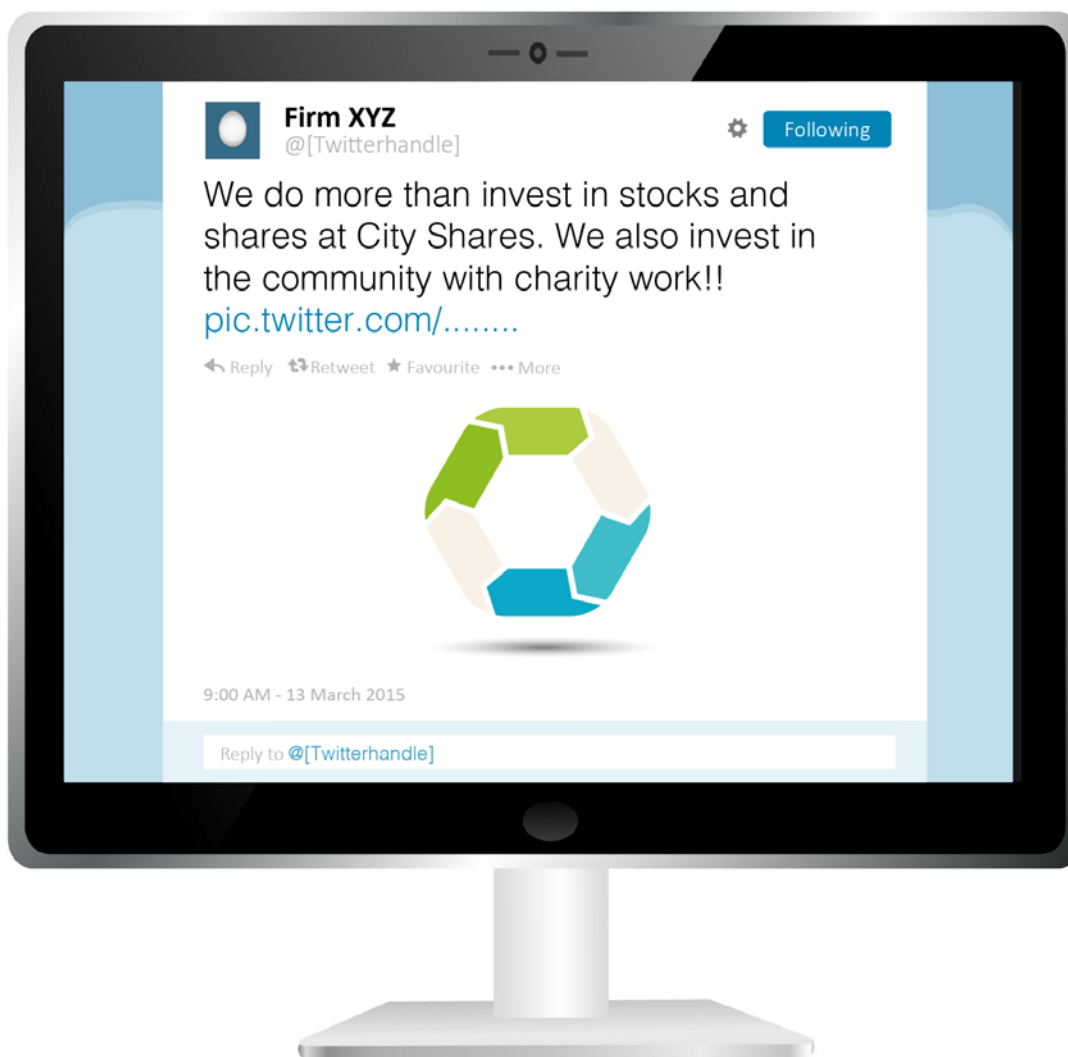 Firm XYZ
@[Twitterhandle]
Following
We do more than invest in stocks and
shares at City Shares. We also invest in
the community with charity work!!
pic.twitter.com/........
Reply Retweet Favourite More
9:00 AM - 13 March 2015
Reply to @[Twitterhandle]